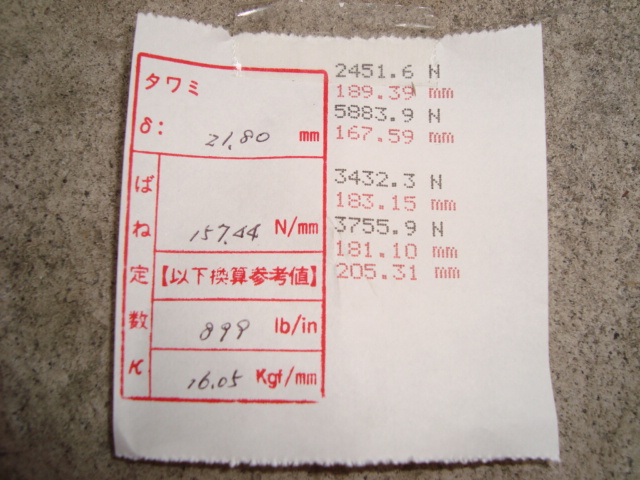 タワミ
δ: 21.80 mm
ばね定数 K
157.44 N/mm
【以下換算参考値】
899 lb/in
16.05 Kgf/mm
2451.6 N
189.39 mm
5883.9 N
167.59 mm
3432.3 N
183.15 mm
3755.9 N
181.10 mm
205.31 mm